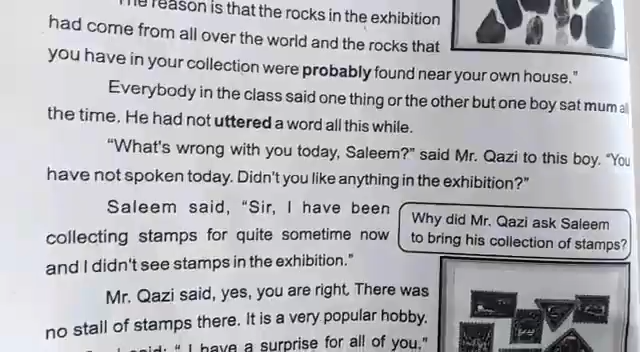 The reason is that the rocks in the exhibition
had come from all over the world and the rocks that
you have in your collection were probably found near your own house."
Everybody in the class said one thing or the other but one boy sat mum all
the time. He had not uttered a word all this while.
"What's wrong with you today, Saleem?" said Mr. Qazi to this boy. "You
have not spoken today. Didn't you like anything in the exhibition?"
Saleem said, "Sir, I have been
collecting stamps for quite sometime now
and I didn't see stamps in the exhibition."
Why did Mr. Qazi ask Saleem
to bring his collection of stamps?
Mr. Qazi said, yes, you are right. There was
no stall of stamps there. It is a very popular hobby.
said: " I have a surprise for all of you."